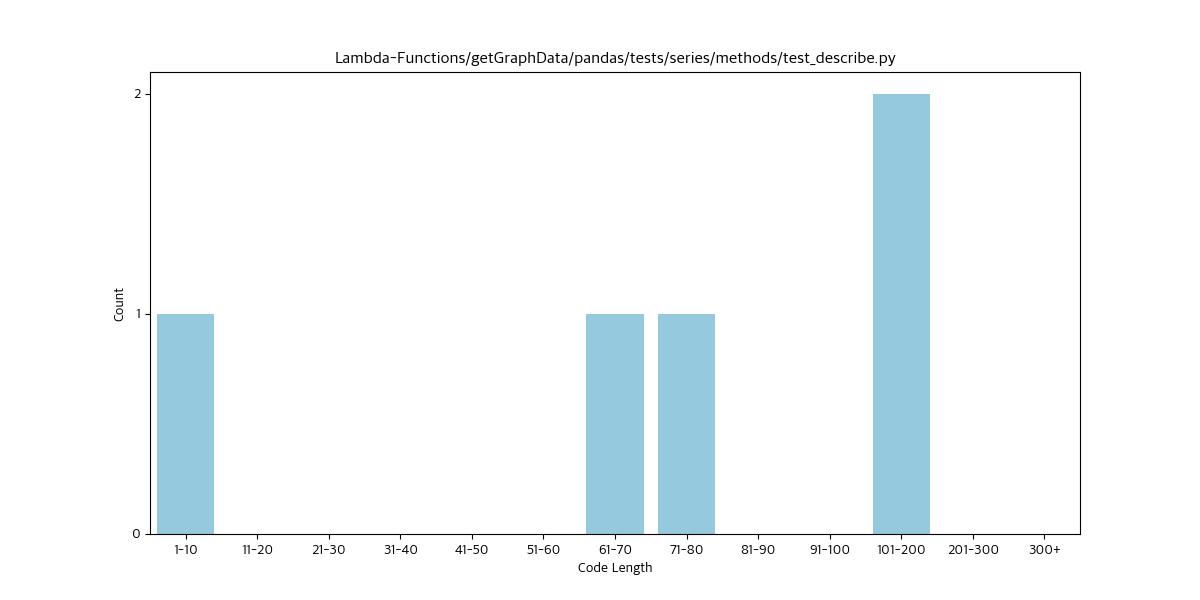 Lambda-Functions/getGraphData/pandas/tests/series/methods/test_describe.py
2
1
0
Count
1-10 11-20 21-30 31-40 41-50 51-60 61-70 71-80 81-90 91-100 101-200 201-300 300+
Code Length